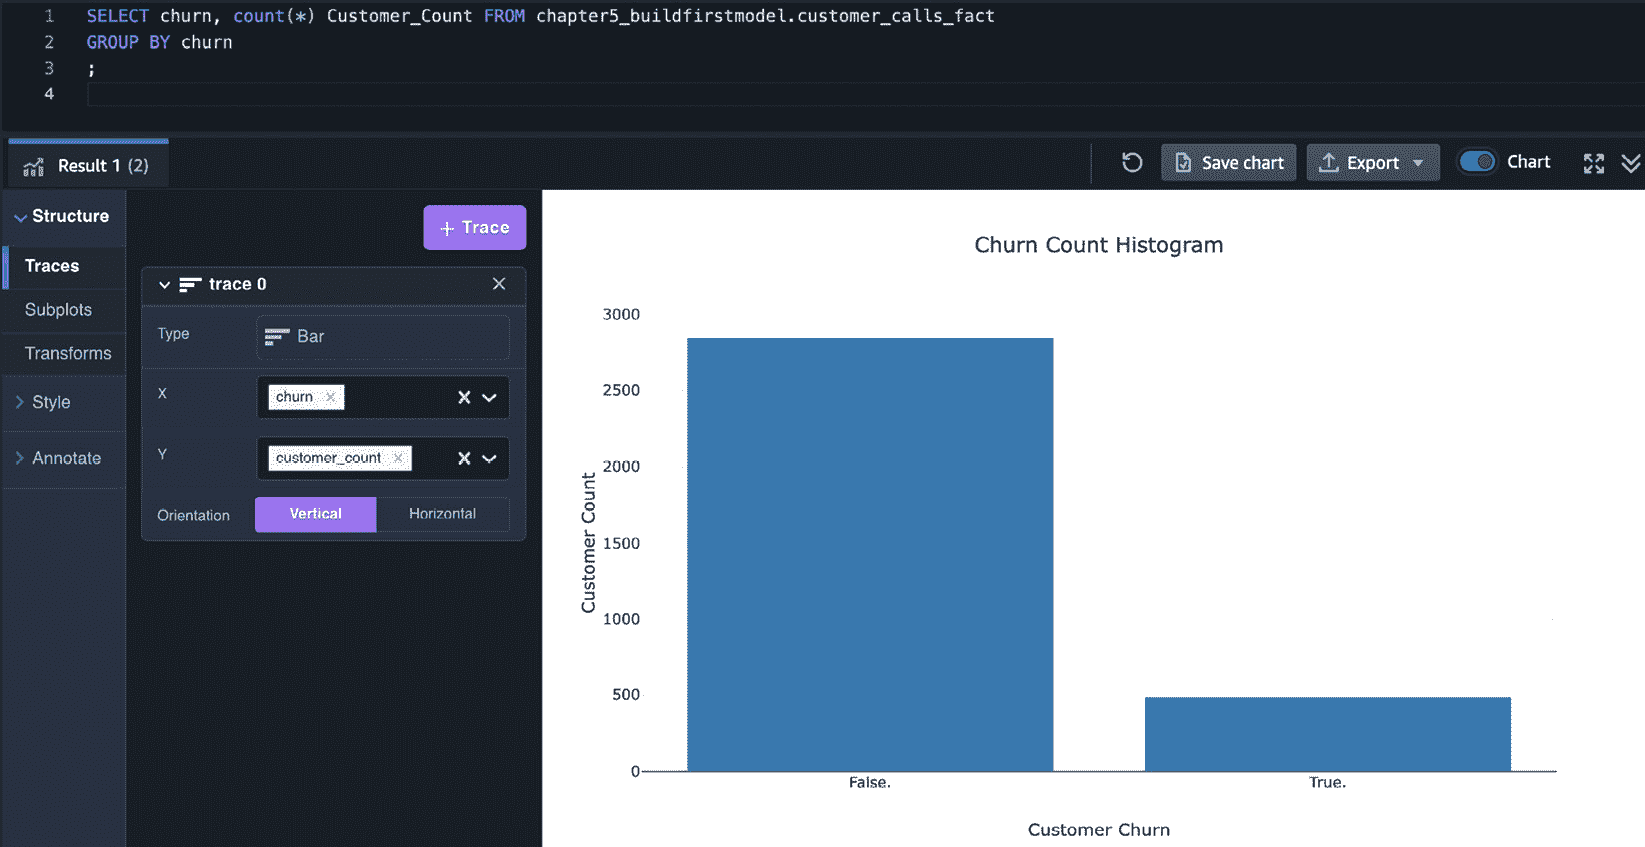 1 SELECT churn, count(*) Customer_Count FROM chapter5_buildfirstmodel.customer_calls_fact
2 GROUP BY churn
3 ;
4
Result 1 (2)
Save chart
Export
Chart
Structure
Traces
Subplots
Transforms
Style
Annotate
+ Trace
trace 0
Type
Bar
X
churn
Y
customer_count
Orientation
Vertical
Horizontal
Churn Count Histogram
3000
2500
2000
1500
1000
500
0
Customer Count
False.
True.
Customer Churn